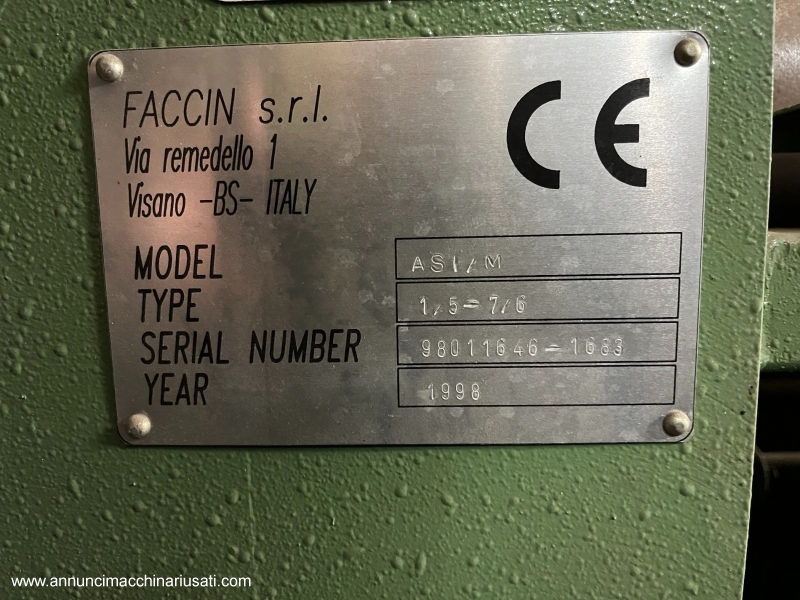 FACCIN s.r.l.
Via remedello 1
Visano -BS- ITALY
CE
MODEL ASI/M
TYPE 1/5=7/6
SERIAL NUMBER 98011646=1683
YEAR 1998
www.annuncimacchinariusati.com